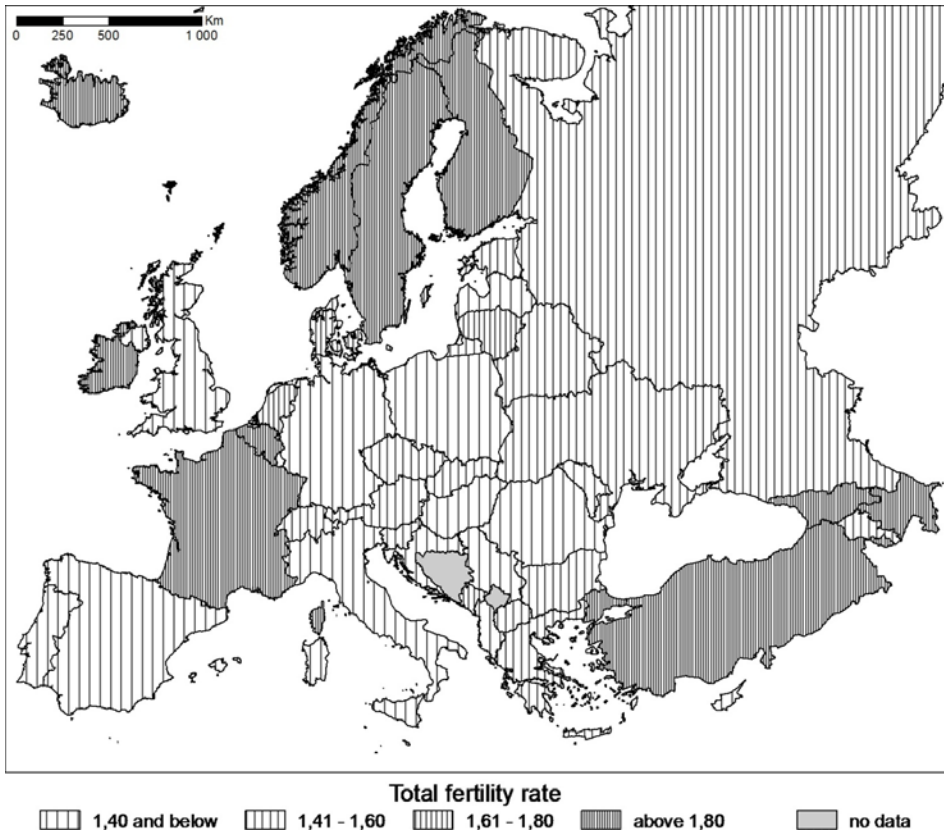 Km
0 250 500 1 000
Total fertility rate
1,40 and below 1,41 - 1,60 1,61 - 1,80 above 1,80 no data